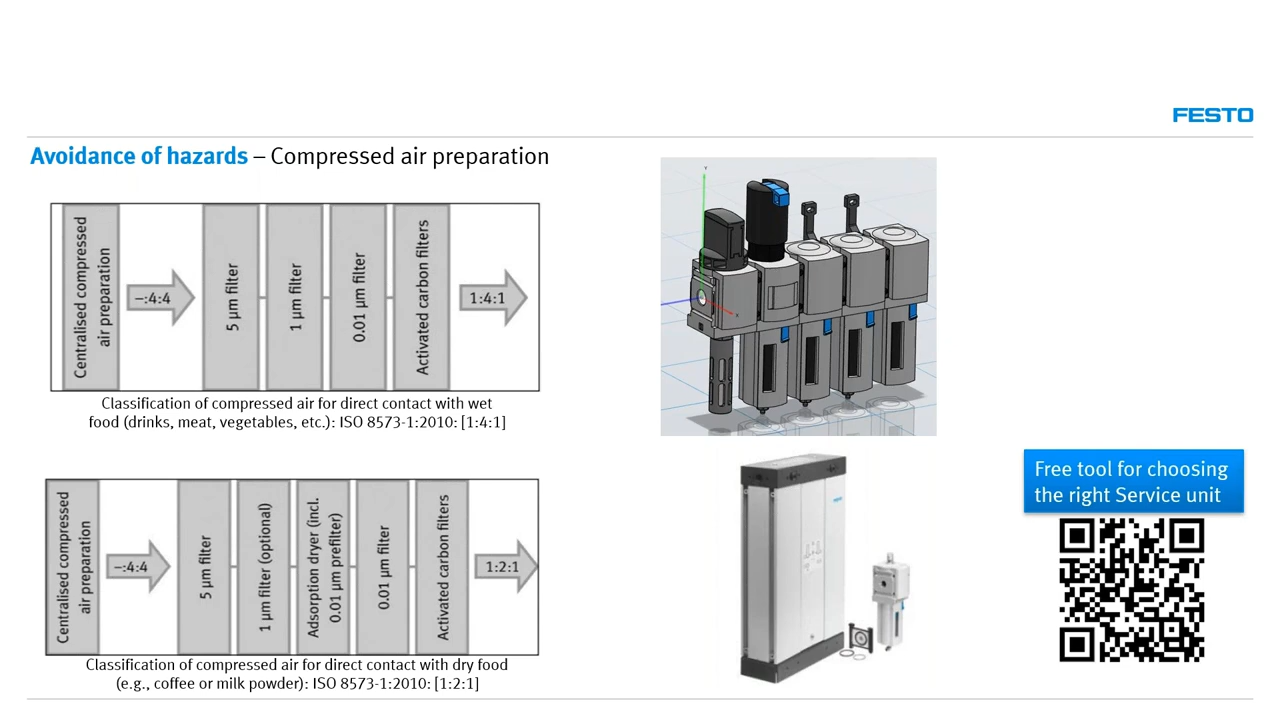 FESTO
Avoidance of hazards – Compressed air preparation
Centralised compressed
air preparation
–:4:4
5 µm filter
1 µm filter
0.01 µm filter
Activated carbon filters
1:4:1
Classification of compressed air for direct contact with wet
food (drinks, meat, vegetables, etc.): ISO 8573-1:2010: [1:4:1]
Centralised compressed
air preparation
–:4:4
5 µm filter
1 µm filter (optional)
Adsorption dryer (incl.
0.01 µm prefilter)
0.01 µm filter
Activated carbon filters
1:2:1
Classification of compressed air for direct contact with dry food
(e.g., coffee or milk powder): ISO 8573-1:2010: [1:2:1]
Free tool for choosing
the right Service unit